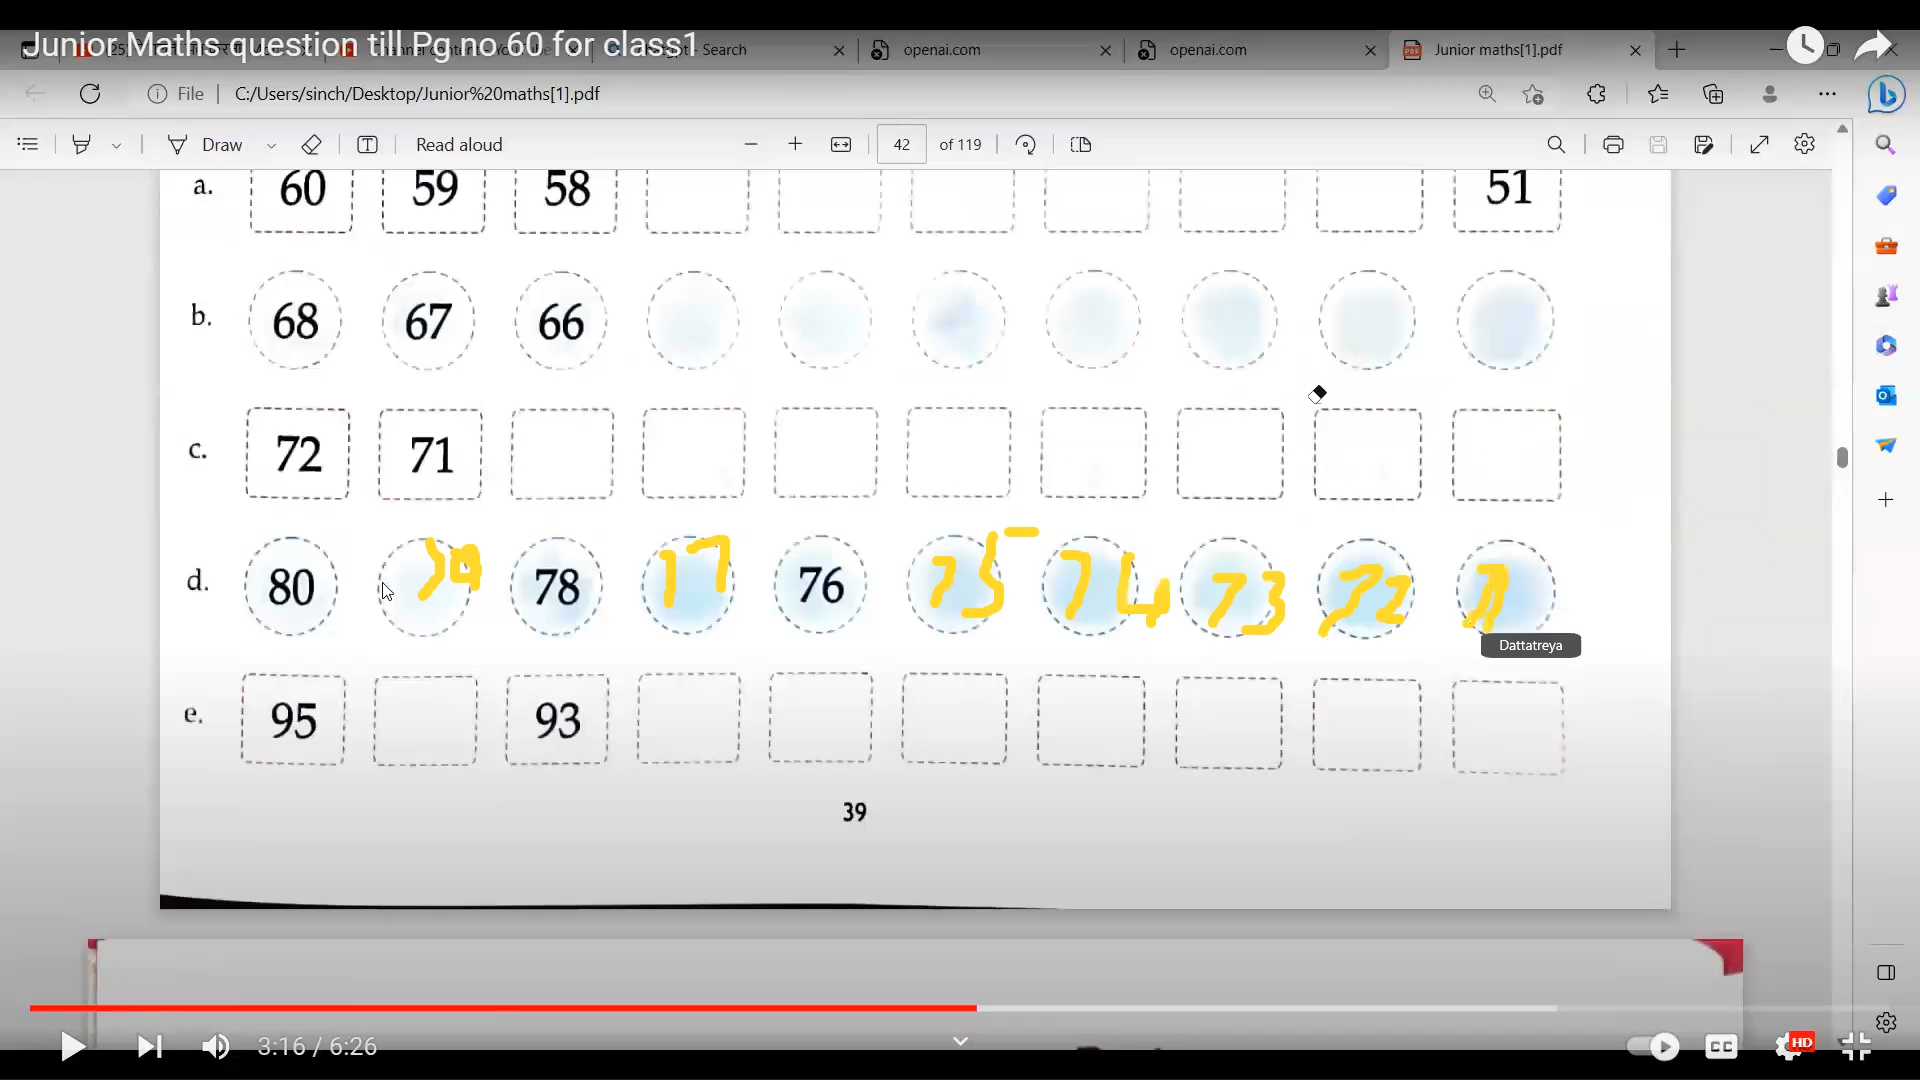 Junior Maths question till Pg no 60 for class1
Search
openai.com
openai.com
Junior maths[1].pdf
File
C:/Users/sinch/Desktop/Junior%20maths[1].pdf
Draw
Read aloud
42 of 119
a. 60 59 58 51
b. 68 67 66
c. 72 71
d. 80 79 78 77 76 75 74 73 72
Dattatreya
e. 95 93
39
3:16 / 6:26
CC
HD